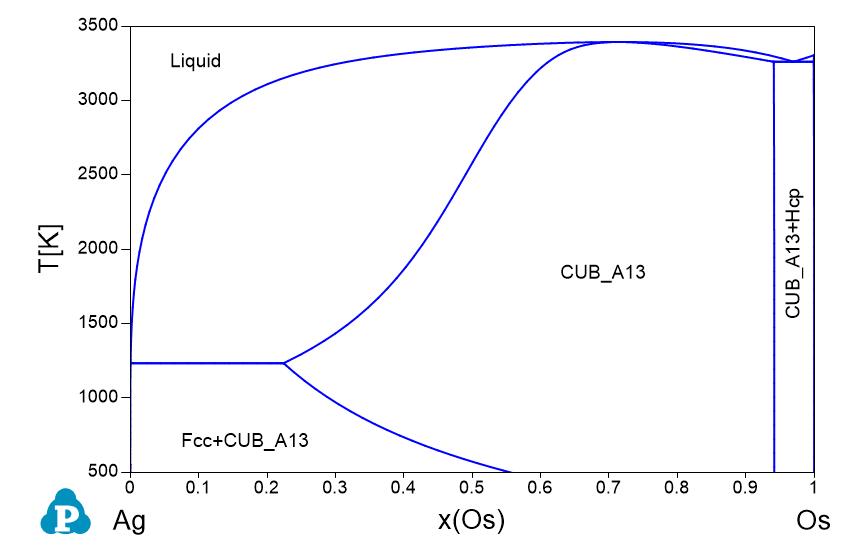 3500
3000
2500
2000
1500
1000
500
T[K]
Liquid
CUB_A13
CUB_A13+Hcp
Fcc+CUB_A13
0 0.1 0.2 0.3 0.4 0.5 0.6 0.7 0.8 0.9 1
P Ag x(Os) Os